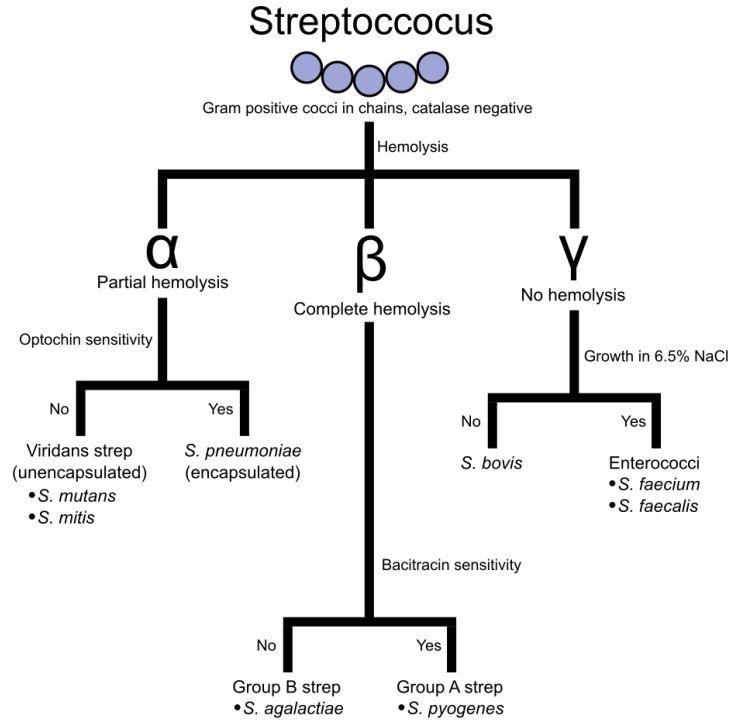 Streptoccocus
Gram positive cocci in chains, catalase negative
Hemolysis
α
Partial hemolysis
Optochin sensitivity
No
Yes
Viridans strep
(unencapsulated)
•S. mutans
•S. mitis
S. pneumoniae
(encapsulated)
β
Complete hemolysis
Bacitracin sensitivity
No
Yes
Group B strep
•S. agalactiae
Group A strep
•S. pyogenes
γ
No hemolysis
Growth in 6.5% NaCl
No
Yes
S. bovis
Enterococci
•S. faecium
•S. faecalis